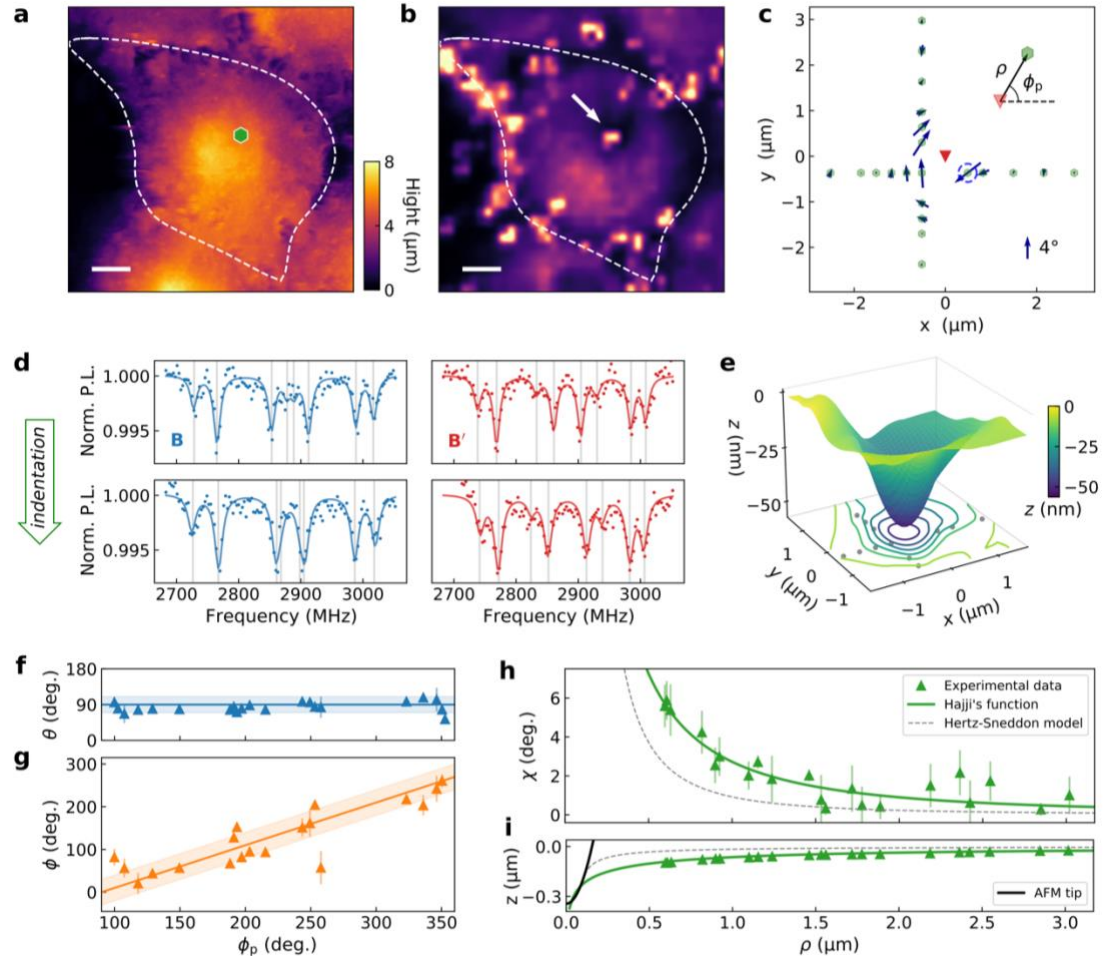 a
b
c
8
4
0
Hight (μm)
3
2
1
0
−1
−2
y (μm)
−2
0
2
x (μm)
ρ
ϕp
4°
d
indentation
Norm. P.L.
1.000
0.995
B
B′
Norm. P.L.
1.000
0.995
2700
2800
2900
3000
Frequency (MHz)
2700
2800
2900
3000
Frequency (MHz)
e
0
−25
−50
z (nm)
0
−25
−50
z (nm)
1
0
−1
y (μm)
−1
0
1
x (μm)
f
180
90
0
θ (deg.)
g
300
200
100
0
ϕ (deg.)
100
150
200
250
300
350
ϕp (deg.)
h
6
4
2
0
χ (deg.)
Experimental data
Hajji's function
Hertz-Sneddon model
i
0.0
−0.3
z (μm)
AFM tip
0.0
0.5
1.0
1.5
2.0
2.5
3.0
ρ (μm)